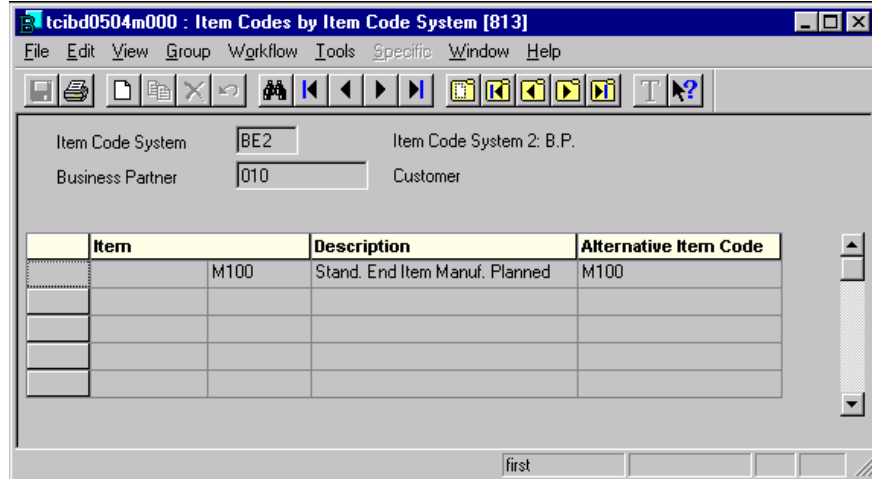 tcibd0504m000 : Item Codes by Item Code System [813]
File Edit View Group Workflow Tools Specific Window Help
T ?
Item Code System BE2 Item Code System 2: B.P.
Business Partner 010 Customer
Item Description Alternative Item Code
M100 Stand. End Item Manuf. Planned M100
first